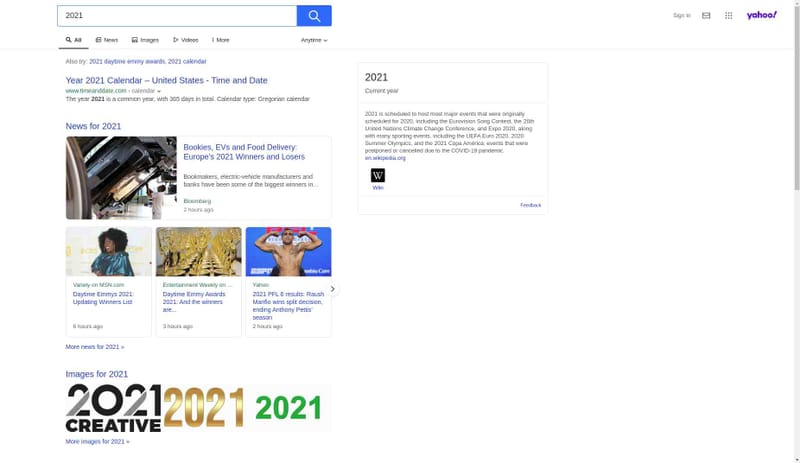 2021
Sign in
yahoo!
All
News
Images
Videos
More
Anytime
Also try: 2021 daytime emmy awards, 2021 calendar
Year 2021 Calendar – United States - Time and Date
www.timeanddate.com › calendar
The year 2021 is a common year, with 365 days in total. Calendar type: Gregorian calendar
News for 2021
Bookies, EVs and Food Delivery:
Europe's 2021 Winners and Losers
Bookmakers, electric-vehicle manufacturers and
banks have been some of the biggest winners in...
Bloomberg
2 hours ago
Variety on MSN.com
Daytime Emmys 2021:
Updating Winners List
6 hours ago
Entertainment Weekly on ...
Daytime Emmy Awards
2021: And the winners
are...
3 hours ago
Yahoo
2021 PFL 6 results: Raush
Manfio wins split decision,
ending Anthony Pettis'
season
2 hours ago
More news for 2021 »
Images for 2021
2021
CREATIVE
2021
2021
More images for 2021 »
2021
Current year
2021 is scheduled to host most major events that were originally
scheduled for 2020, including the Eurovision Song Contest, the 26th
United Nations Climate Change Conference, and Expo 2020, along
with many sporting events, including the UEFA Euro 2020, 2020
Summer Olympics, and the 2021 Copa América; events that were
postponed or cancelled due to the COVID-19 pandemic.
en.wikipedia.org
W
Wiki
Feedback